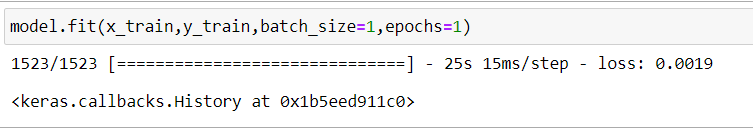 model.fit(x_train,y_train,batch_size=1,epochs=1)
1523/1523 [==============================] - 25s 15ms/step - loss: 0.0019
<keras.callbacks.History at 0x1b5eed911c0>